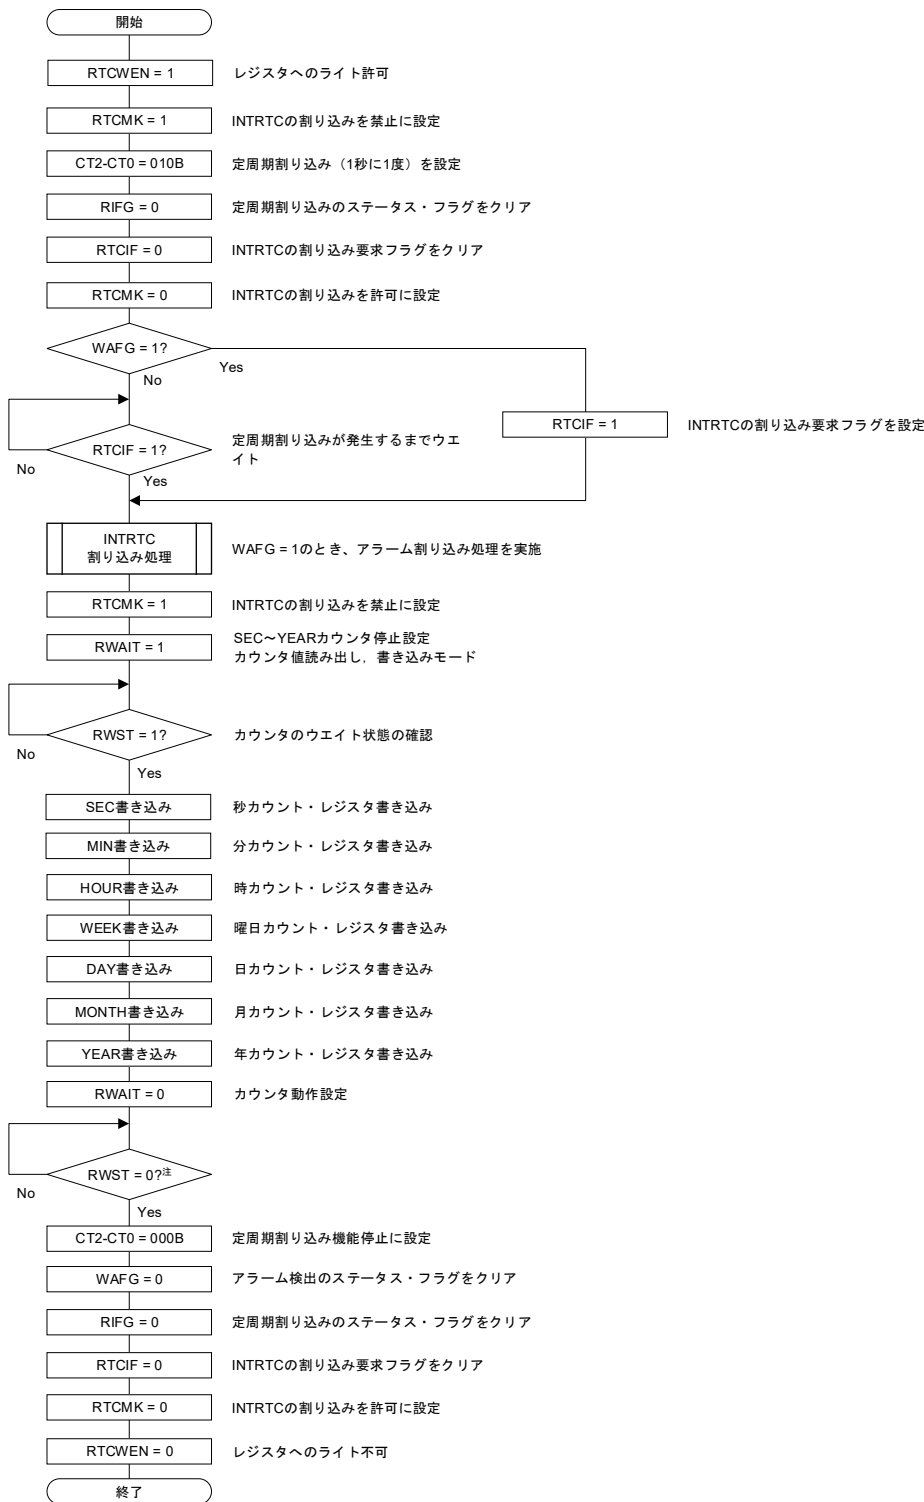 開始
RTCWEN = 1 レジスタへのライト許可
RTCMK = 1 INTRTCの割り込みを禁止に設定
CT2-CT0 = 010B 定周期割り込み（1秒に1度）を設定
RIFG = 0 定周期割り込みのステータス・フラグをクリア
RTCIF = 0 INTRTCの割り込み要求フラグをクリア
RTCMK = 0 INTRTCの割り込みを許可に設定
WAFG = 1?
Yes
No
RTCIF = 1 INTRTCの割り込み要求フラグを設定
RTCIF = 1? 定周期割り込みが発生するまでウエ
イト
No
Yes
INTRTC
割り込み処理
WAFG = 1のとき、アラーム割り込み処理を実施
RTCMK = 1 INTRTCの割り込みを禁止に設定
RWAIT = 1 SEC～YEARカウンタ停止設定
カウンタ値読み出し，書き込みモード
RWST = 1? カウンタのウエイト状態の確認
No
Yes
SEC書き込み 秒カウント・レジスタ書き込み
MIN書き込み 分カウント・レジスタ書き込み
HOUR書き込み 時カウント・レジスタ書き込み
WEEK書き込み 曜日カウント・レジスタ書き込み
DAY書き込み 日カウント・レジスタ書き込み
MONTH書き込み 月カウント・レジスタ書き込み
YEAR書き込み 年カウント・レジスタ書き込み
RWAIT = 0 カウンタ動作設定
RWST = 0?注
No
Yes
CT2-CT0 = 000B 定周期割り込み機能停止に設定
WAFG = 0 アラーム検出のステータス・フラグをクリア
RIFG = 0 定周期割り込みのステータス・フラグをクリア
RTCIF = 0 INTRTCの割り込み要求フラグをクリア
RTCMK = 0 INTRTCの割り込みを許可に設定
RTCWEN = 0 レジスタへのライト不可
終了